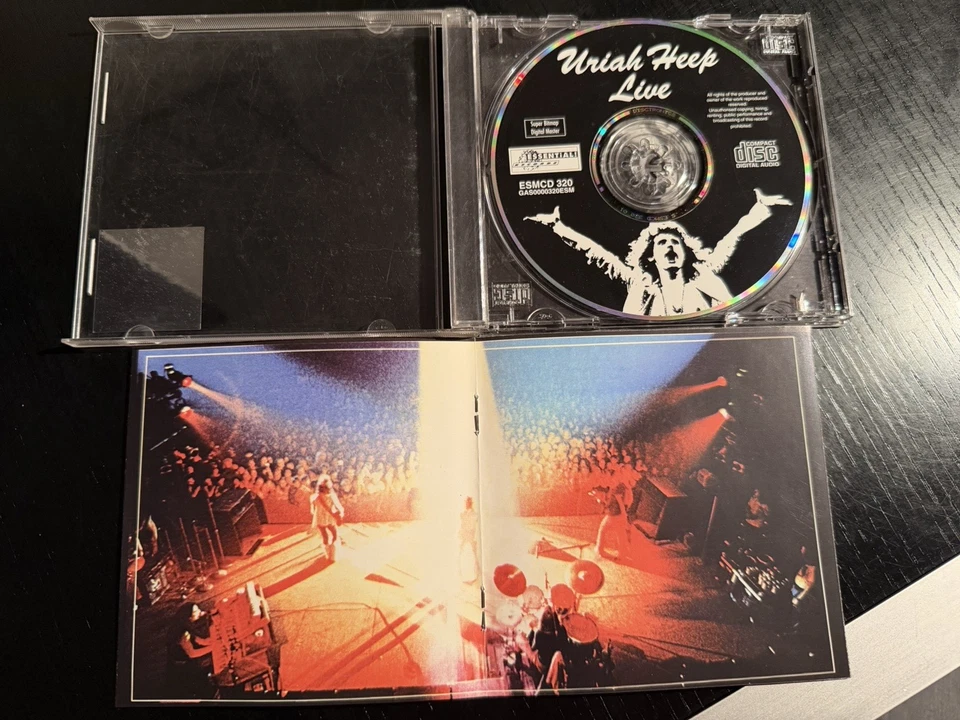 Uriah Heep
Live
All rights of the producer and
owner of the work reproduced
reserved.
Unauthorised copying, hiring,
renting, public performance and
broadcasting of this record
prohibited.
Super Bitmap
Digital Master
ESSENTIAL!
COMPACT
disc
DIGITAL AUDIO
ESMCD 320
GAS0000320ESM